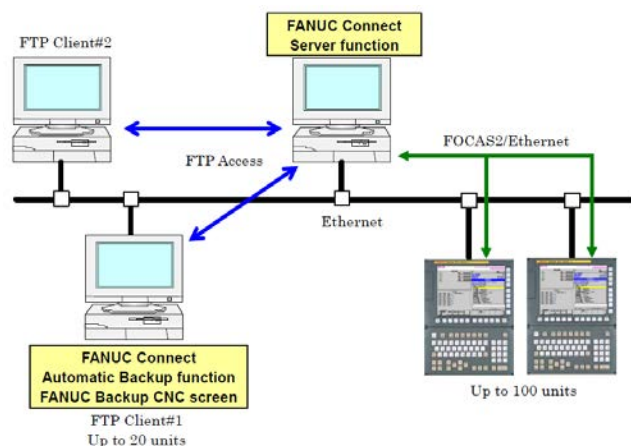 FTP Client#2
FANUC Connect
Server function
FTP Access
FOCAS2/Ethernet
Ethernet
FANUC Connect
Automatic Backup function
FANUC Backup CNC screen
FTP Client#1
Up to 20 units
Up to 100 units